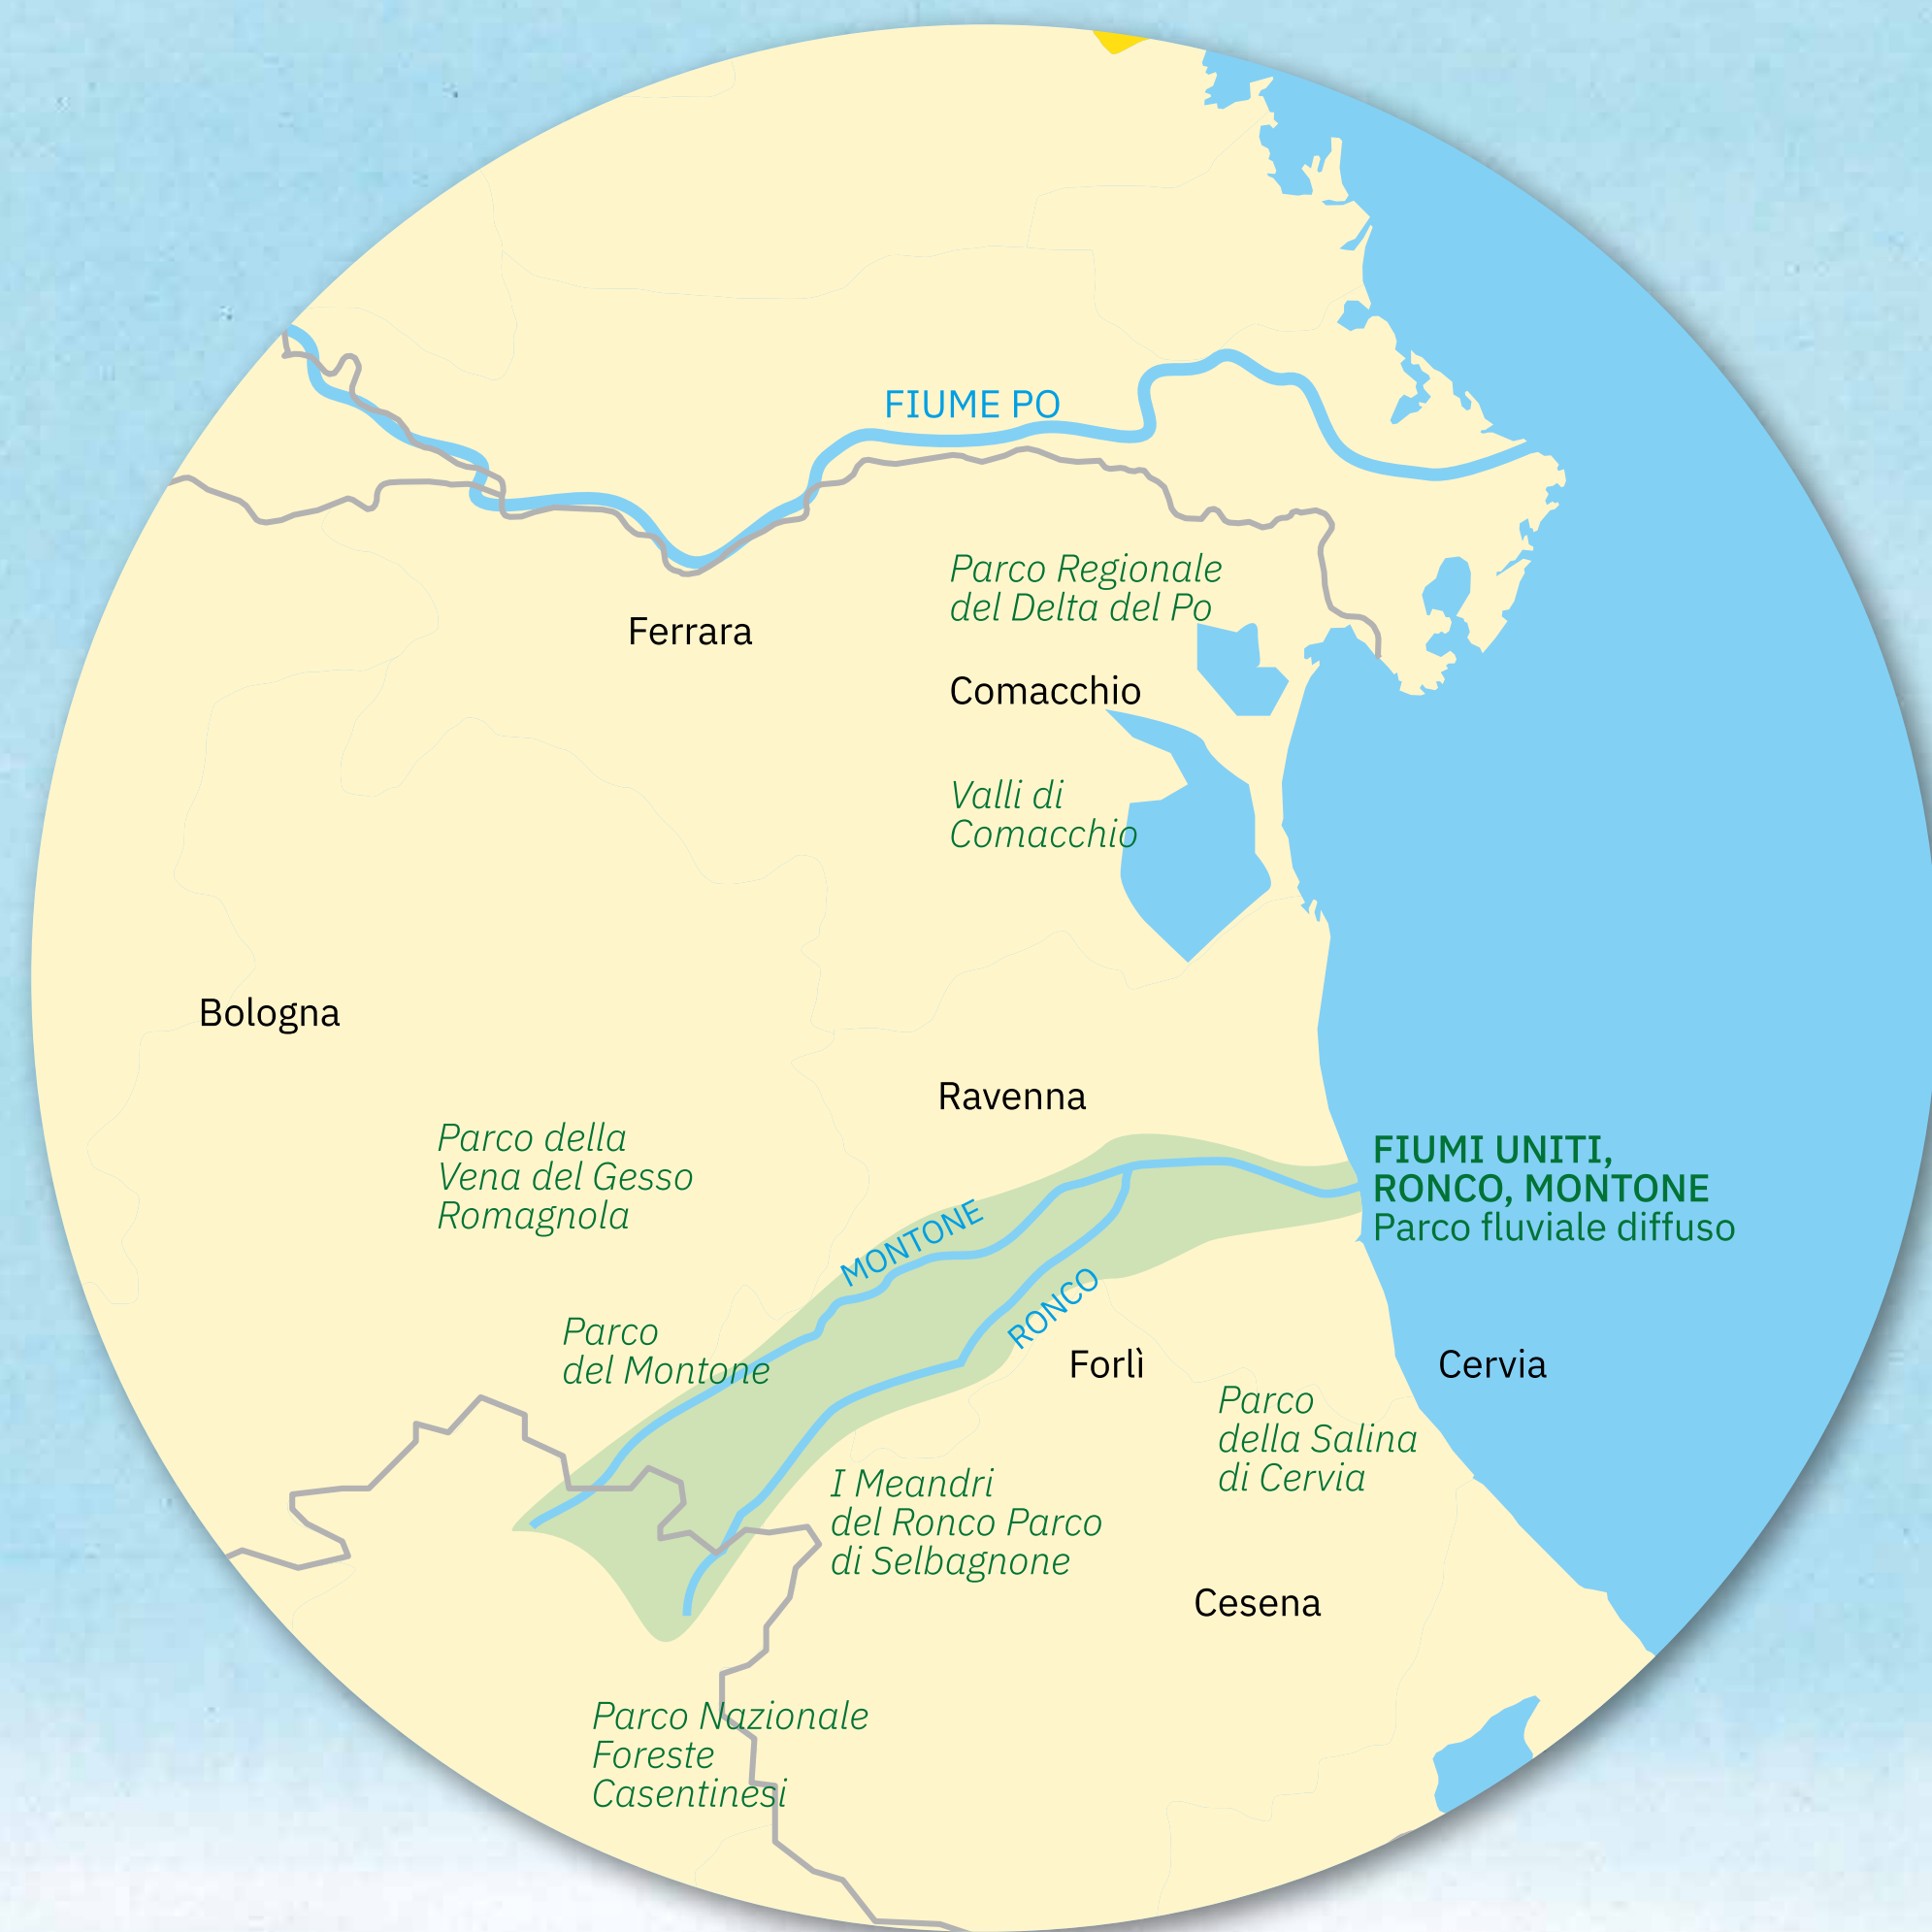 FIUME PO
Parco Regionale
del Delta del Po
Ferrara
Comacchio
Valli di
Comacchio
Bologna
Ravenna
Parco della
Vena del Gesso
Romagnola
FIUMI UNITI,
RONCO, MONTONE
Parco fluviale diffuso
MONTONE
RONCO
Parco
del Montone
Forlì
Cervia
Parco
della Salina
di Cervia
I Meandri
del Ronco Parco
di Selbagnone
Cesena
Parco Nazionale
Foreste
Casentinesi